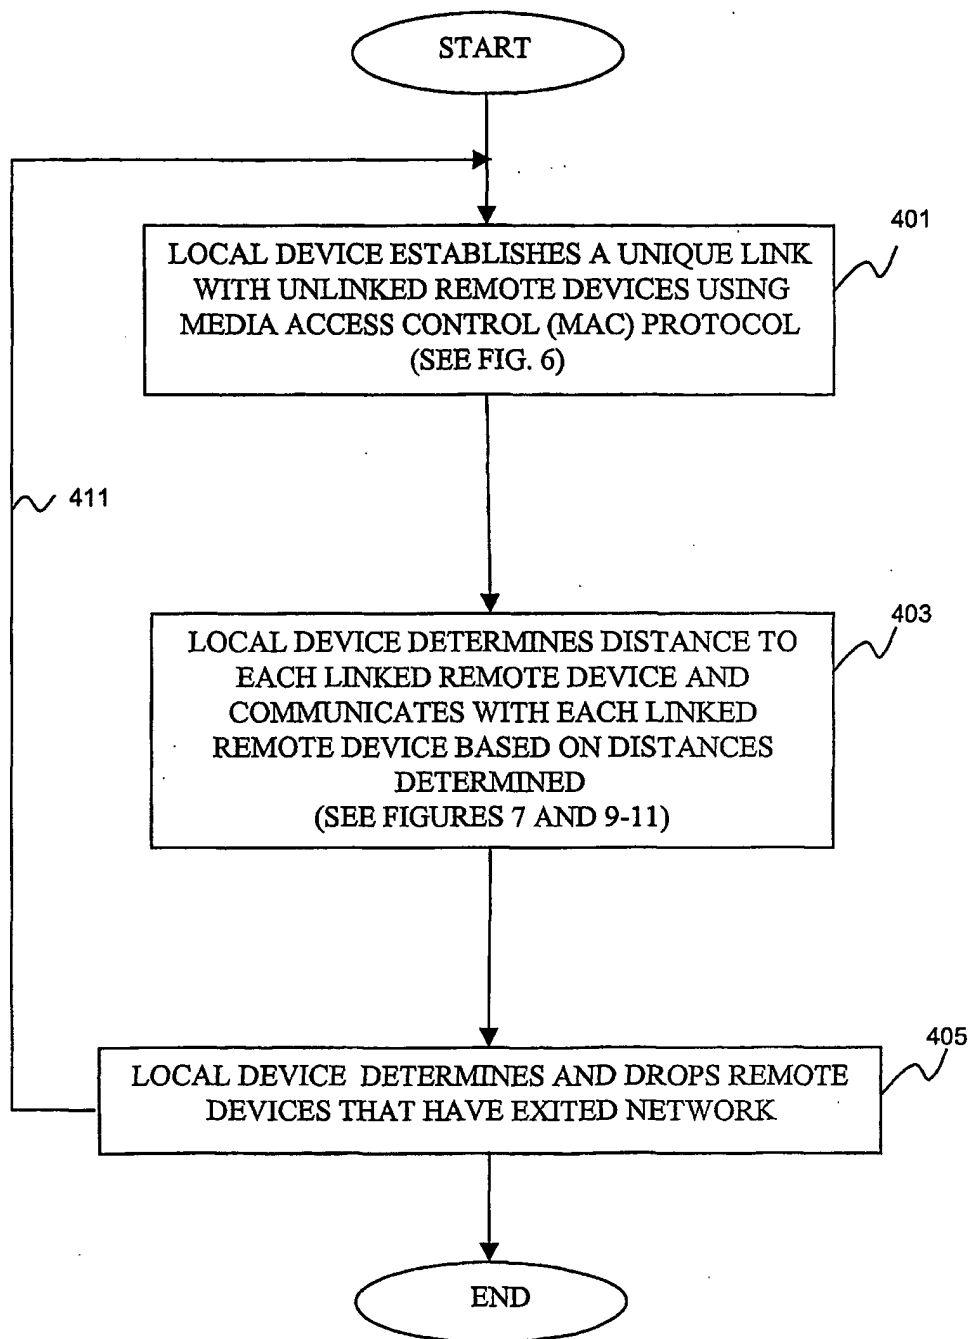 START
401
LOCAL DEVICE ESTABLISHES A UNIQUE LINK
WITH UNLINKED REMOTE DEVICES USING
MEDIA ACCESS CONTROL (MAC) PROTOCOL
(SEE FIG. 6)
411
403
LOCAL DEVICE DETERMINES DISTANCE TO
EACH LINKED REMOTE DEVICE AND
COMMUNICATES WITH EACH LINKED
REMOTE DEVICE BASED ON DISTANCES
DETERMINED
(SEE FIGURES 7 AND 9-11)
405
LOCAL DEVICE DETERMINES AND DROPS REMOTE
DEVICES THAT HAVE EXITED NETWORK
END